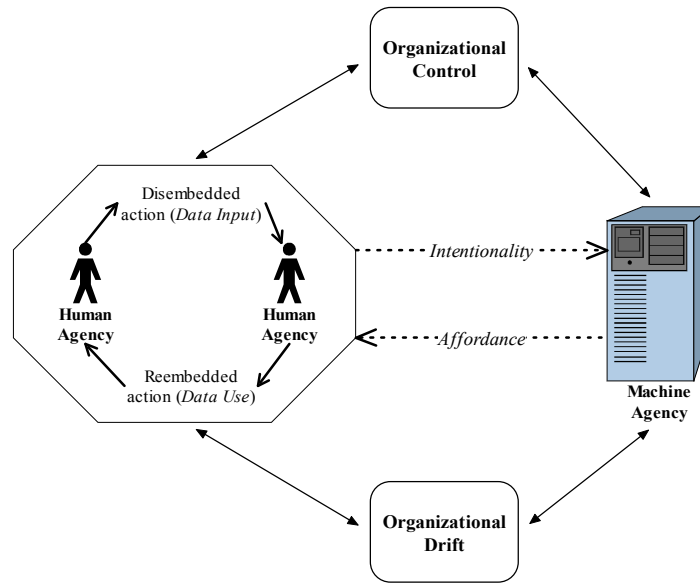 Organizational
Control
Disembedded
action (Data Input)
Intentionality
Human
Agency
Human
Agency
Affordance
Reembedded
action (Data Use)
Machine
Agency
Organizational
Drift